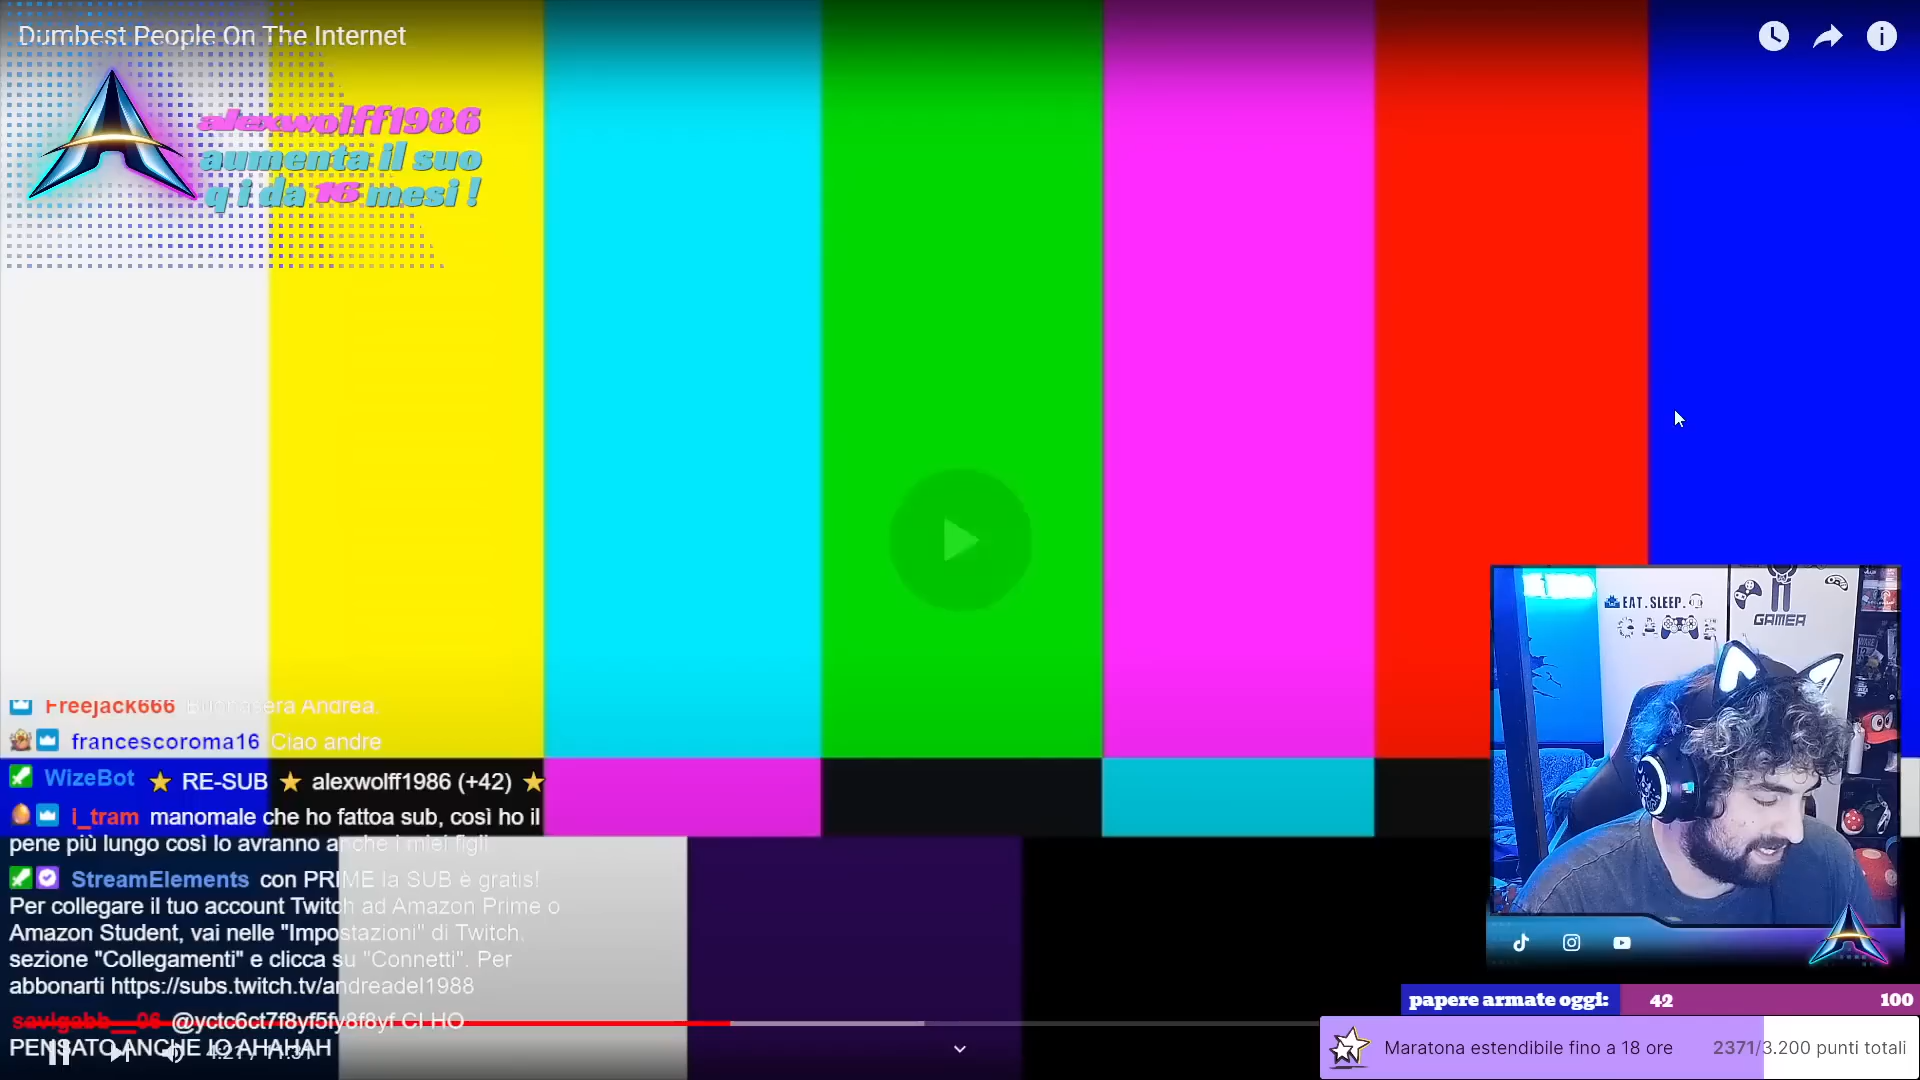 Dumbest People On The Internet
alexwolff1986
aumenta il suo
q i da 16 mesi !
Freejack666 Buonasera Andrea.
francescoroma16 Ciao andre
WizeBot ★ RE-SUB ★ alexwolff1986 (+42) ★
i_tram manomale che ho fattoa sub, così ho il
pene più lungo così lo avranno anche i miei figli
StreamElements con PRIME la SUB è gratis!
Per collegare il tuo account Twitch ad Amazon Prime o
Amazon Student, vai nelle "Impostazioni" di Twitch,
sezione "Collegamenti" e clicca su "Connetti". Per
abbonarti https://subs.twitch.tv/andreadel1988
savigabb__06 @yctc6ct7f8yf5fy8f8yf CI HO
PENSATO ANCHE IO AHAHAH
EAT.SLEEP.
GAMER
papere armate oggi: 42 100
Maratona estendibile fino a 18 ore 2371/3.200 punti totali